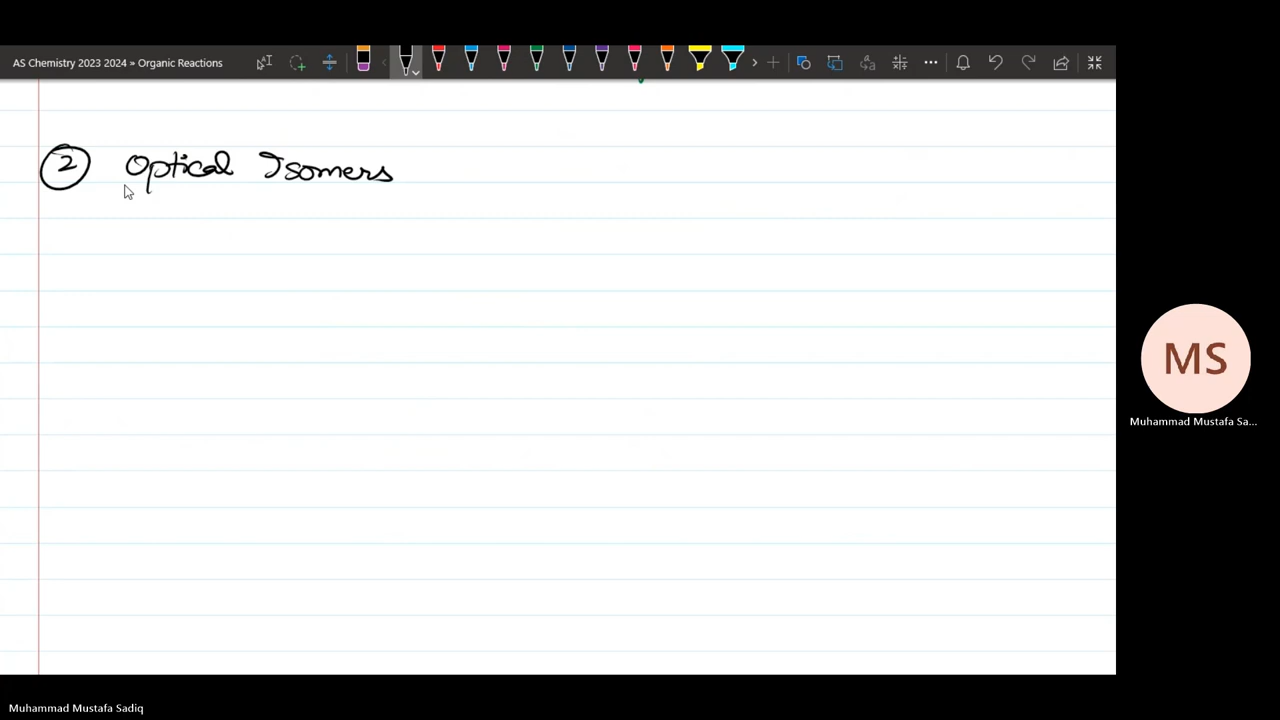 AS Chemistry 2023 2024 » Organic Reactions
② Optical Isomers
MS
Muhammad Mustafa Sa...
Muhammad Mustafa Sadiq